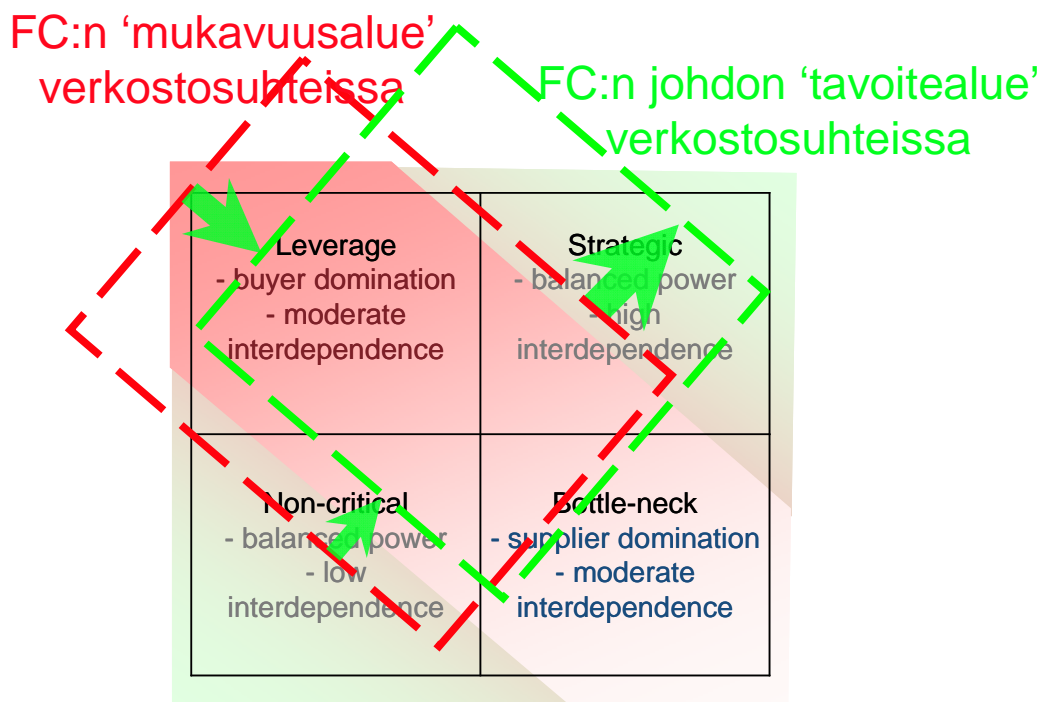 FC:n ‘mukavuusalue’
verkostosuhteissa
FC:n johdon ‘tavoitealue’
verkostosuhteissa
Leverage
- buyer domination
- moderate
interdependence
Strategic
- balanced power
- high
interdependence
Non-critical
- balanced power
- low
interdependence
Bottle-neck
- supplier domination
- moderate
interdependence